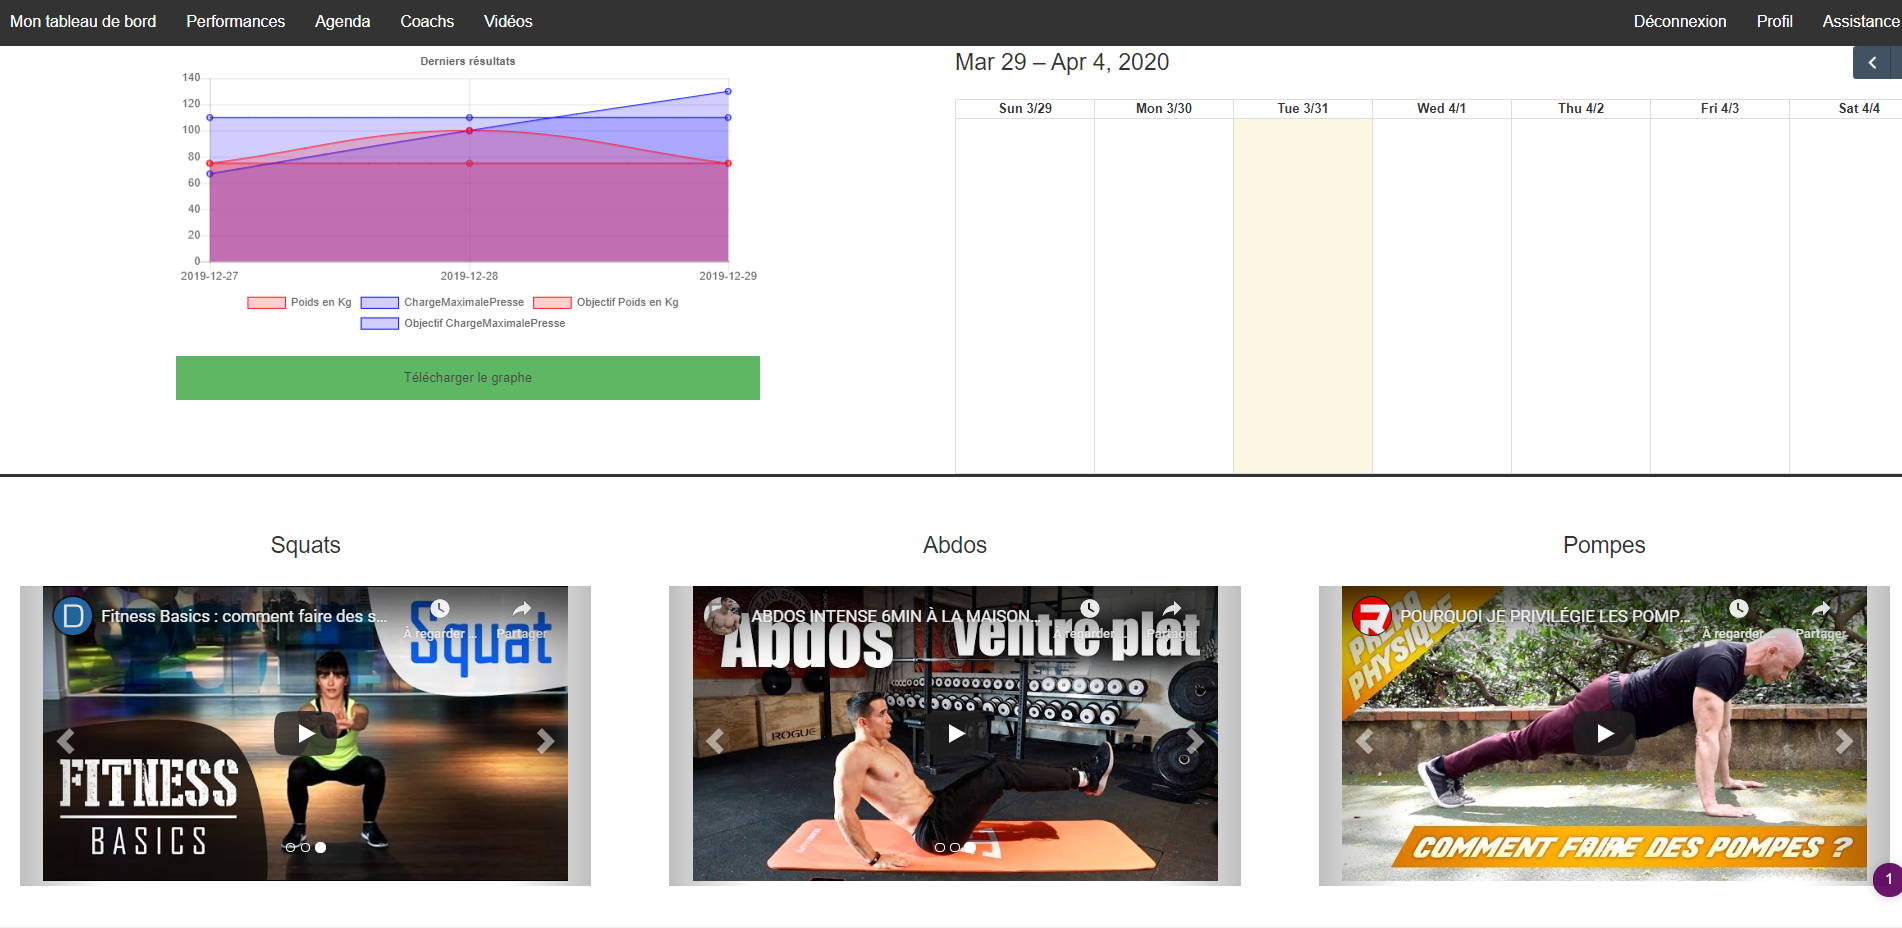 Mon tableau de bord Performances Agenda Coachs Vidéos Déconnexion Profil Assistance
Derniers résultats
140
120
100
80
60
40
20
0
2019-12-27 2019-12-28 2019-12-29
Poids en Kg ChargeMaximalePresse Objectif Poids en Kg
Objectif ChargeMaximalePresse
Télécharger le graphe
Mar 29 – Apr 4, 2020
Sun 3/29 Mon 3/30 Tue 3/31 Wed 4/1 Thu 4/2 Fri 4/3 Sat 4/4
Squats
D
Fitness Basics : comment faire des s...
À regarder ... Partager
Squat
FITNESS
BASICS
Abdos
ABDOS INTENSE 6MIN À LA MAISON...
À regarder ... Partager
Abdos Ventre plat
ROGUE
Pompes
POURQUOI JE PRIVILÉGIE LES POMP...
À regarder ... Partager
PREPA
PHYSIQUE
COMMENT FAIRE DES POMPES ?
1